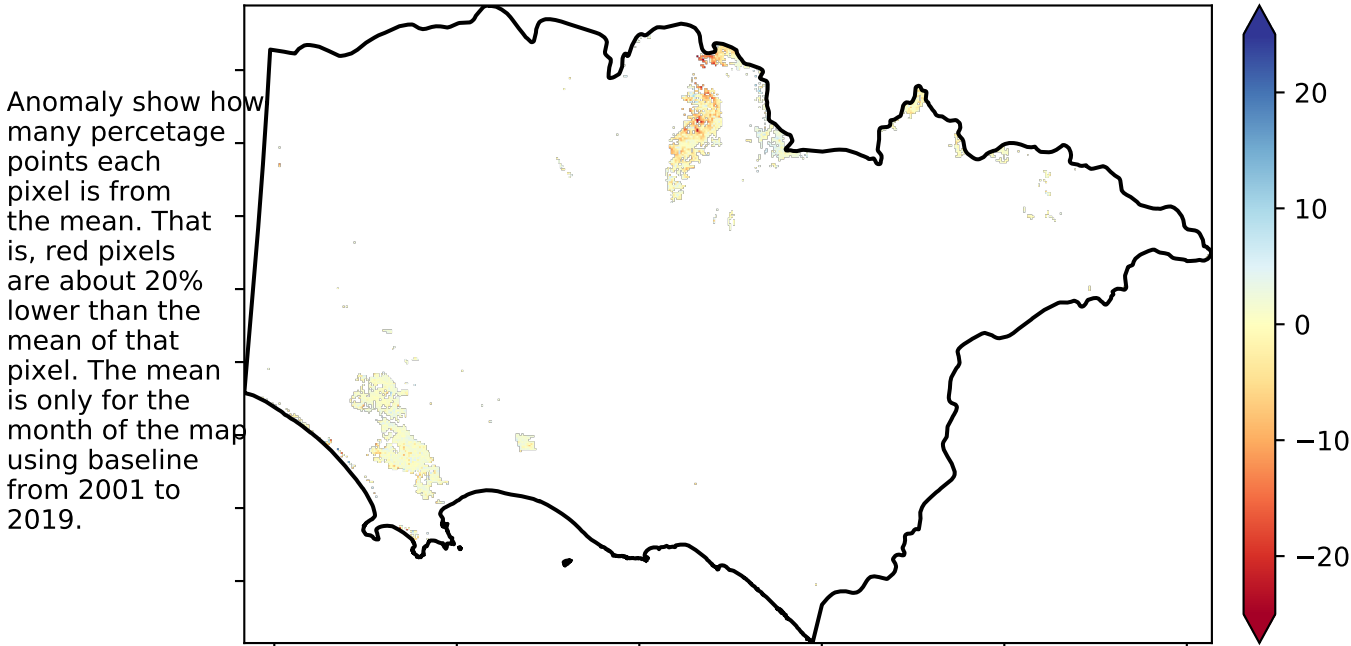 Anomaly show how
many percetage
points each
pixel is from
the mean. That
is, red pixels
are about 20%
lower than the
mean of that
pixel. The mean
is only for the
month of the map
using baseline
from 2001 to
2019.
20
10
0
−10
−20